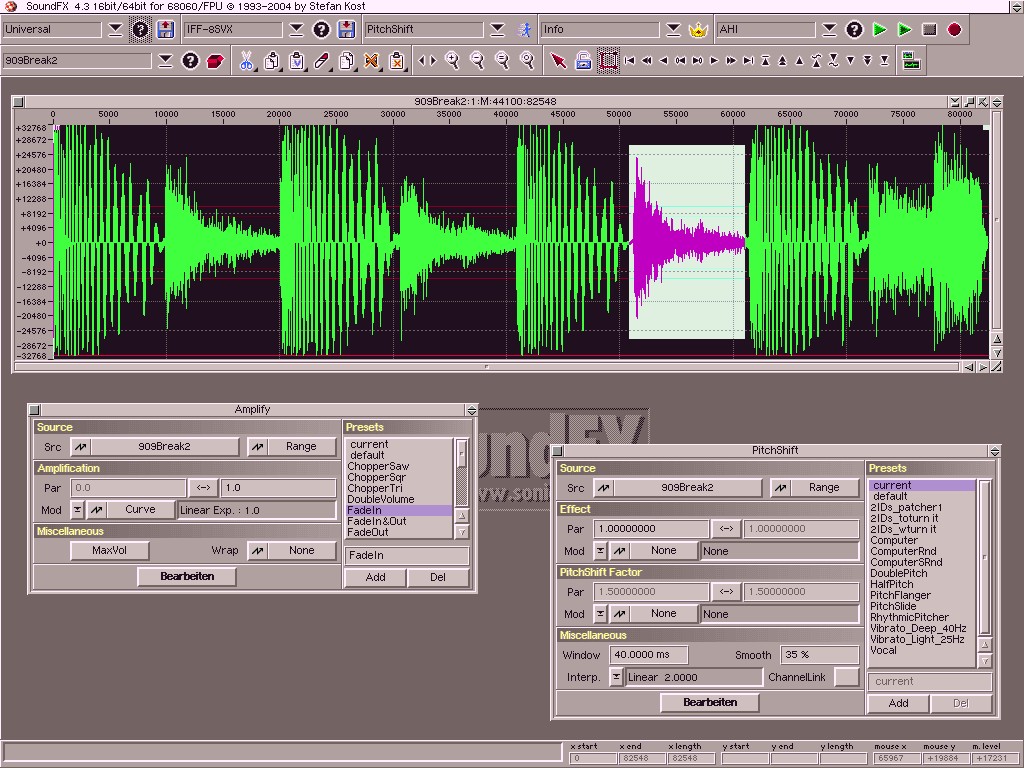 SoundFX 4.3 16bit/64bit for 68060/FPU © 1993-2004 by Stefan Kost
Universal IFF-8SVX PitchShift Info AHI
909Break2
909Break2:1:M:44100:82548
0 5000 10000 15000 20000 25000 30000 35000 40000 45000 50000 55000 60000 65000 70000 75000 80000
+32768
+28672
+24576
+20480
+16384
+12288
+8192
+4096
+0
-4096
-8192
-12288
-16384
-20480
-24576
-28672
-32768
Amplify
Source
Src 909Break2 Range
Amplification
Par 0.0 <-> 1.0
Mod Curve Linear Exp. : 1.0
Miscellaneous
MaxVol Wrap None
Bearbeiten
Presets
current
default
ChopperSaw
ChopperSqr
ChopperTri
DoubleVolume
FadeIn
FadeIn&Out
FadeOut
FadeIn
Add Del
PitchShift
Source
Src 909Break2 Range
Effect
Par 1.00000000 <-> 1.00000000
Mod None None
PitchShift Factor
Par 1.50000000 <-> 1.50000000
Mod None None
Miscellaneous
Window 40.0000 ms Smooth 35 %
Interp. Linear 2.0000 ChannelLink
Bearbeiten
Presets
current
default
2IDs_patcher1
2IDs_toturn it
2IDs_wturn it
Computer
ComputerRnd
ComputerSRnd
DoublePitch
HalfPitch
PitchFlanger
PitchSlide
RhythmicPitcher
Vibrato_Deep_40Hz
Vibrato_Light_25Hz
Vocal
current
Add Del
x start x end x length y start y end y length mouse x mouse y m. level
0 82548 82548 65967 +19884 +17231